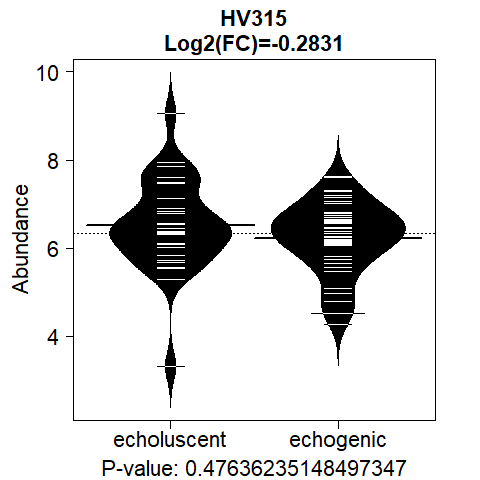 HV315
Log2(FC)=-0.2831
10
8
6
4
Abundance
echoluscent echogenic
P-value: 0.47636235148497347